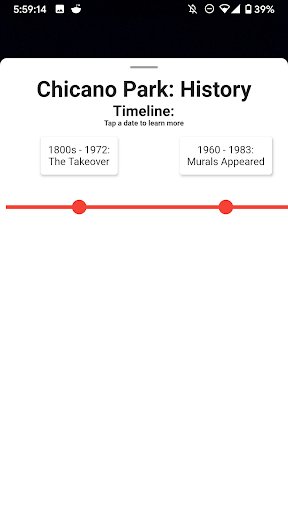 5:59:14
39%
Chicano Park: History
Timeline:
Tap a date to learn more
1800s - 1972:
The Takeover
1960 - 1983:
Murals Appeared